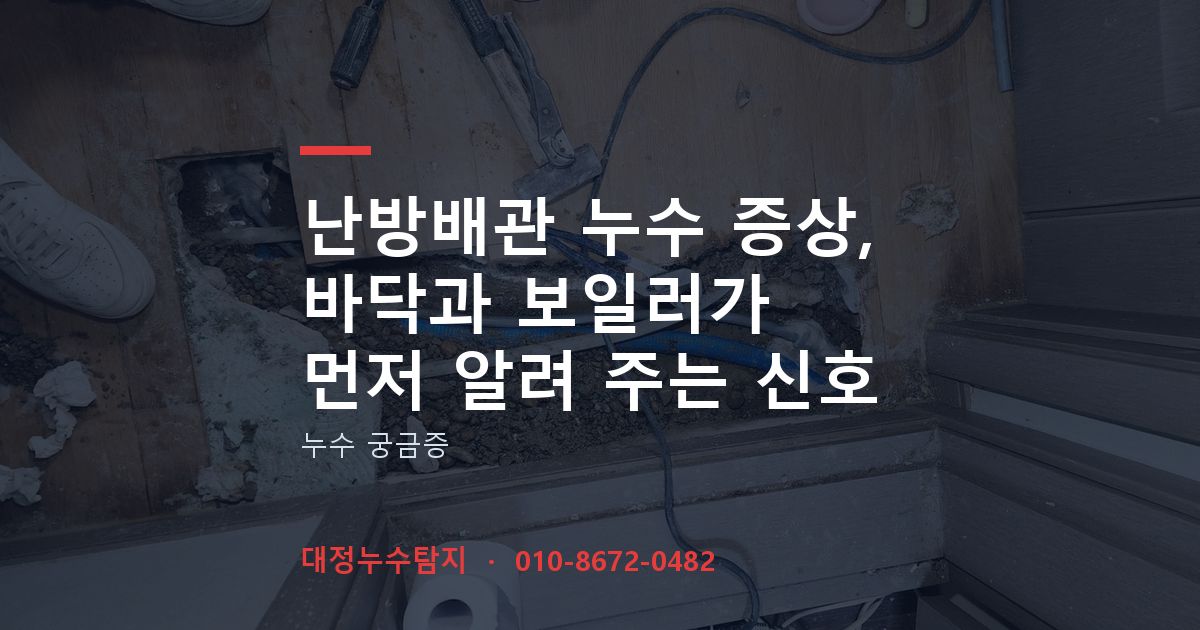 난방배관 누수 증상,
바닥과 보일러가
먼저 알려 주는 신호
누수 궁금증
대정누수탐지 · 010-8672-0482